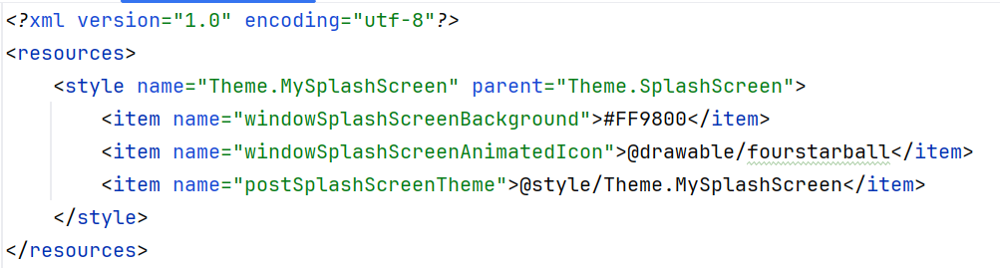 <?xml version="1.0" encoding="utf-8"?>
<resources>
    <style name="Theme.MySplashScreen" parent="Theme.SplashScreen">
        <item name="windowSplashScreenBackground">#FF9800</item>
        <item name="windowSplashScreenAnimatedIcon">@drawable/fourstarball</item>
        <item name="postSplashScreenTheme">@style/Theme.MySplashScreen</item>
    </style>
</resources>